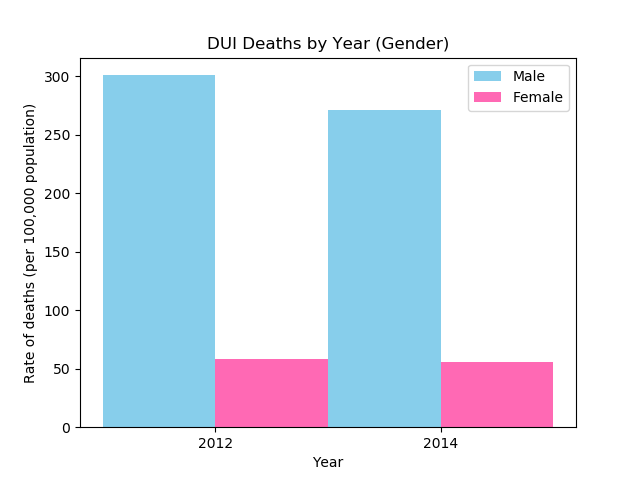 DUI Deaths by Year (Gender)
Male
Female
Rate of deaths (per 100,000 population)
300
250
200
150
100
50
0
2012 2014
Year